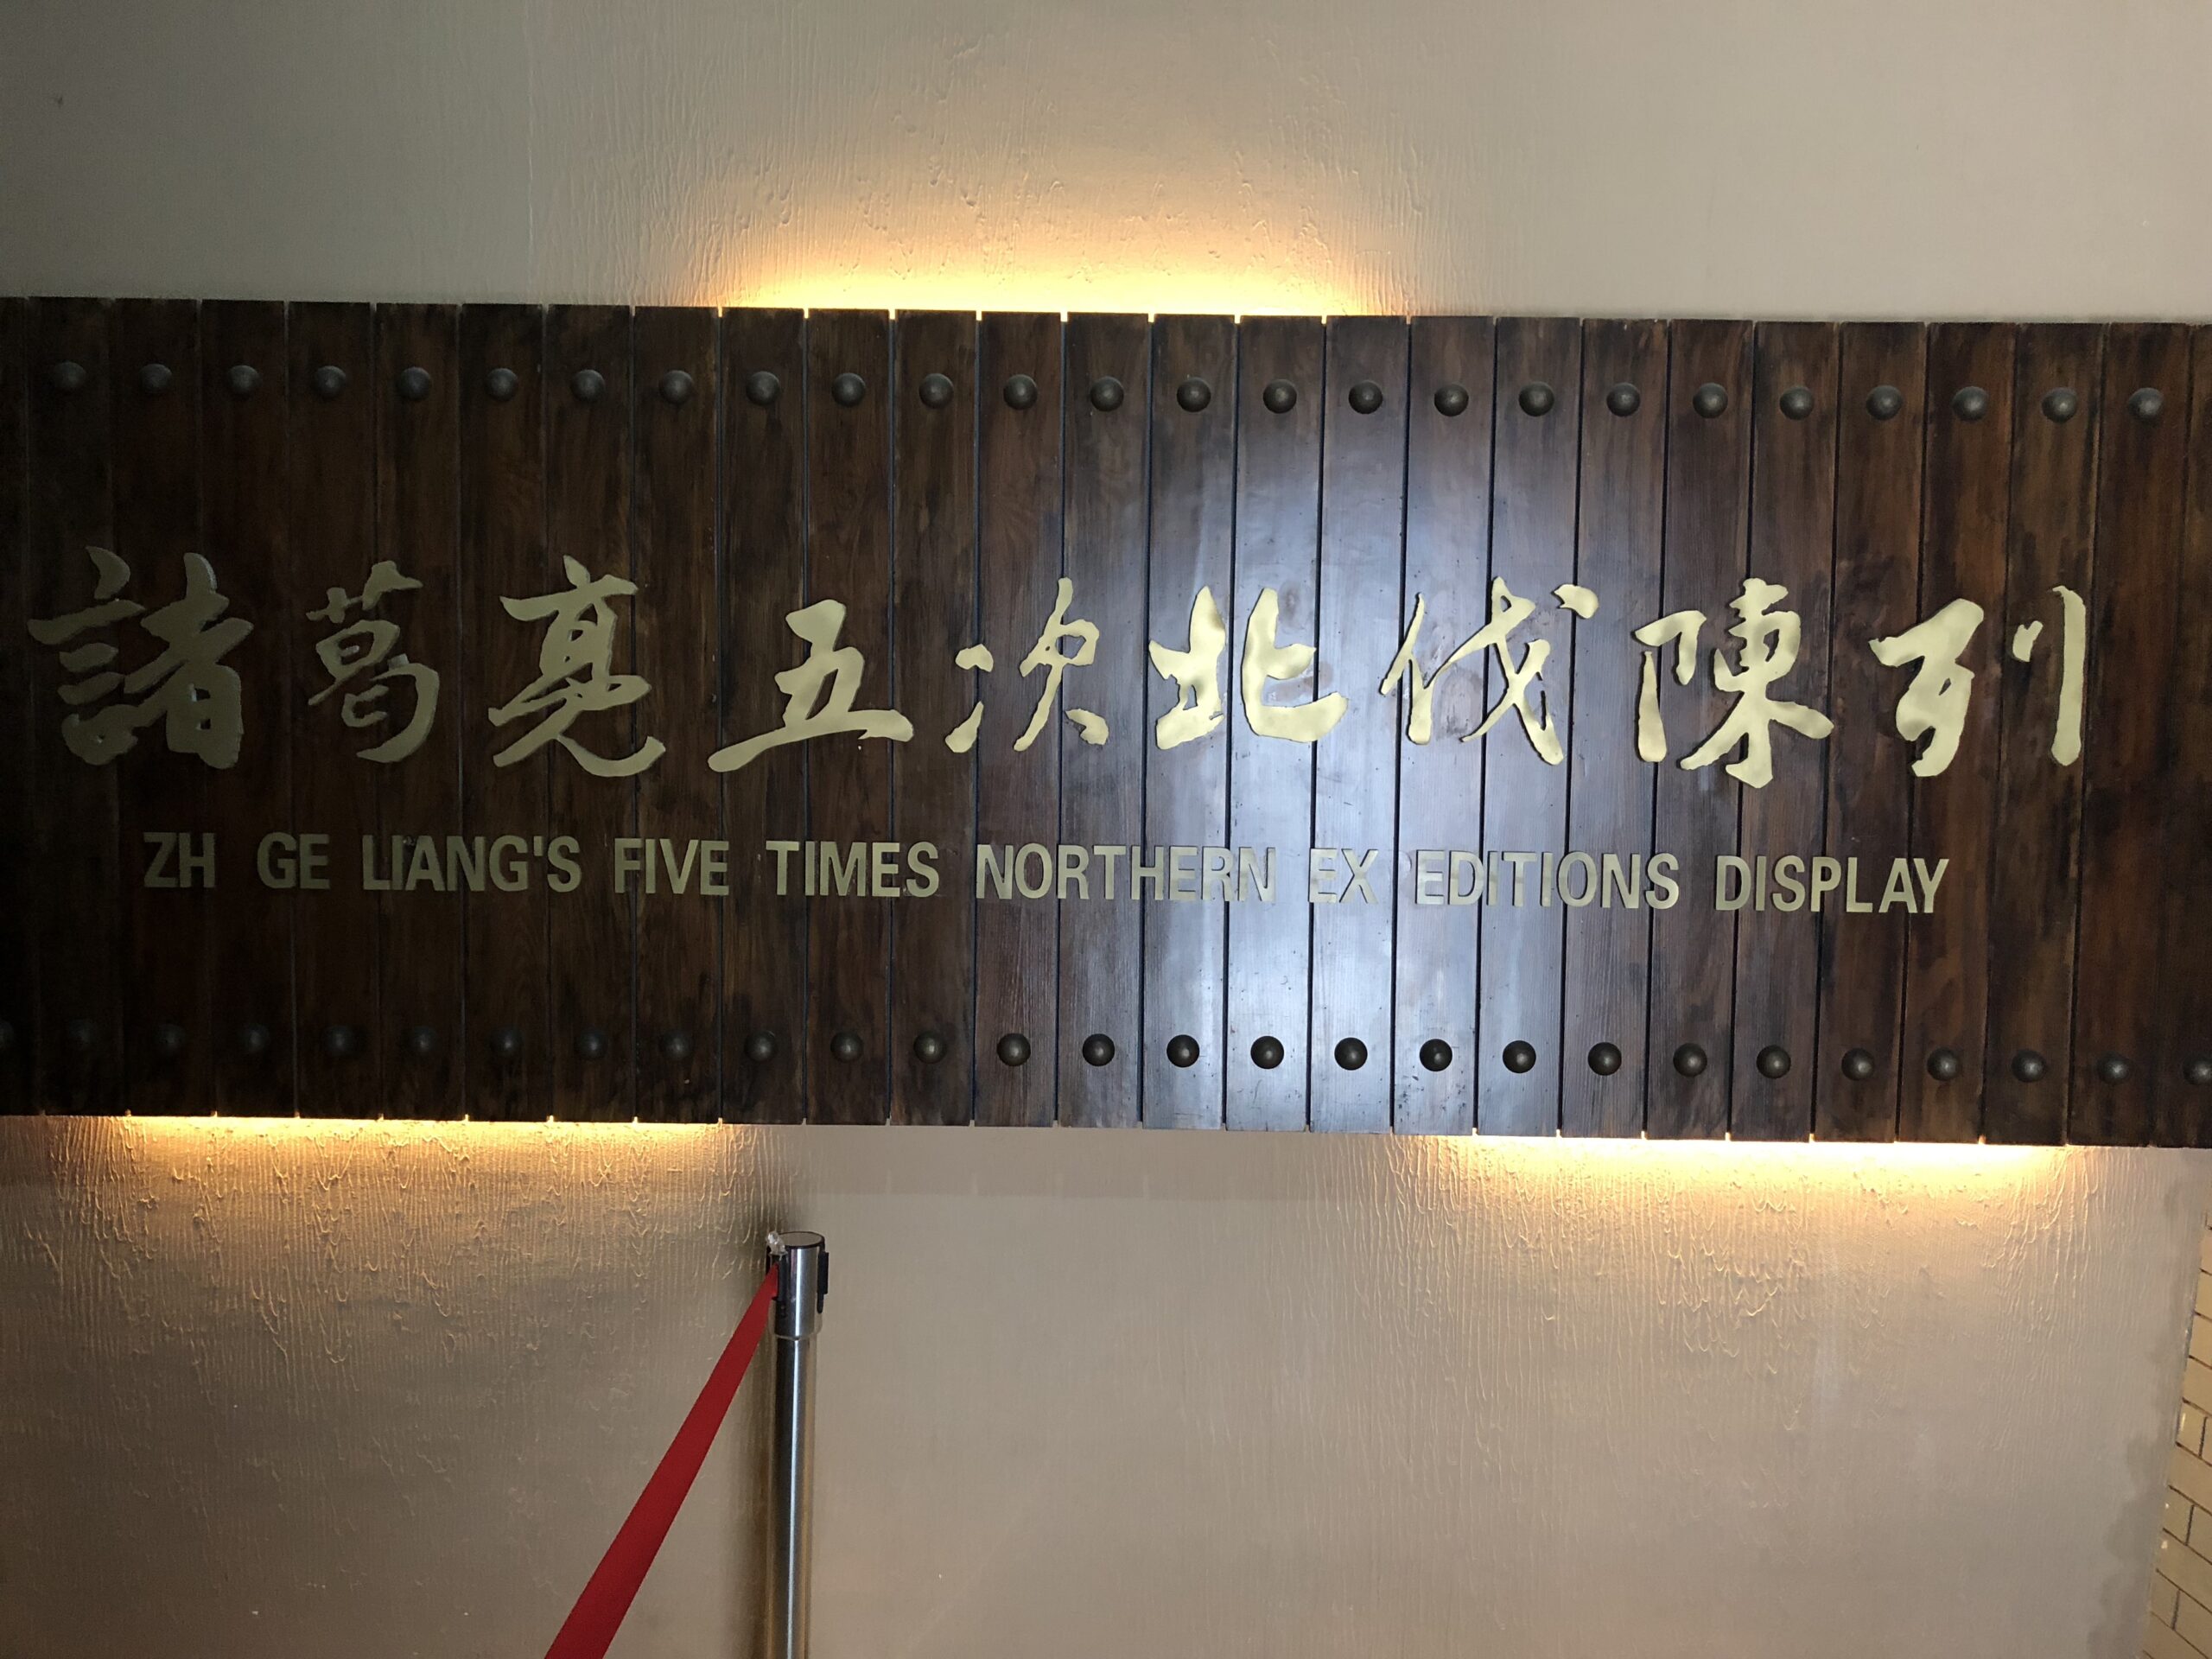 諸葛亮五次北伐陳列
ZH GE LIANG'S FIVE TIMES NORTHERN EX EDITIONS DISPLAY